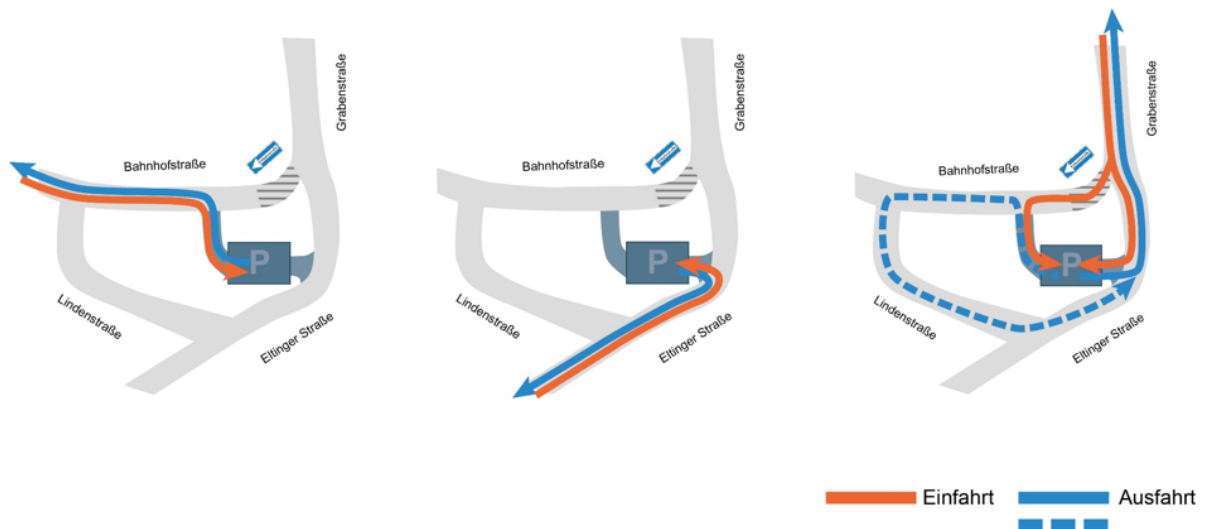 Grabenstraße
Bahnhofstraße
P
Lindenstraße
Eltinger Straße
Grabenstraße
Bahnhofstraße
P
Lindenstraße
Eltinger Straße
Grabenstraße
Bahnhofstraße
P
Lindenstraße
Eltinger Straße
Einfahrt
Ausfahrt